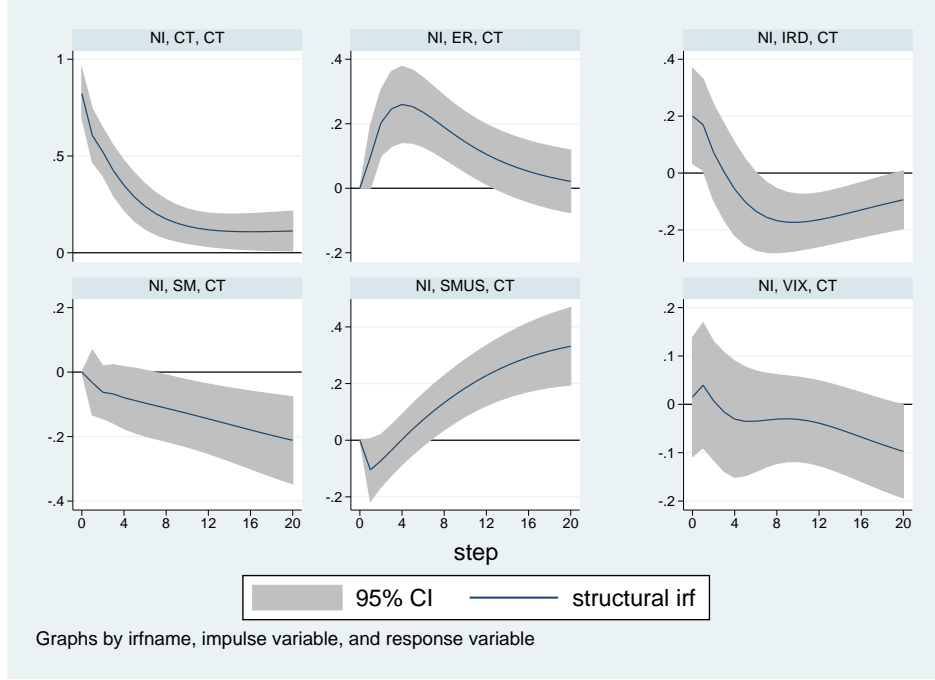 NI, CT, CT
1
.5
0
NI, ER, CT
.4
.2
0
-.2
NI, IRD, CT
.4
.2
0
-.2
NI, SM, CT
.2
0
-.2
-.4
0 4 8 12 16 20
NI, SMUS, CT
.4
.2
0
-.2
0 4 8 12 16 20
NI, VIX, CT
.2
.1
0
-.1
-.2
0 4 8 12 16 20
step
95% CI structural irf
Graphs by irfname, impulse variable, and response variable